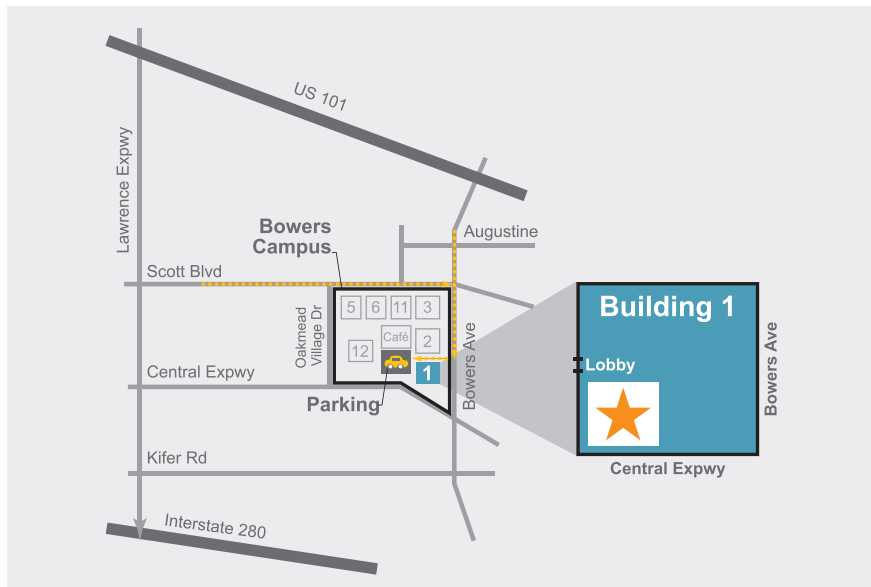 US 101
Lawrence Expwy
Augustine
Bowers
Campus
Scott Blvd
5
6
11
3
Building 1
Oakmead
Village Dr
Café
2
12
1
Lobby
Bowers Ave
Bowers Ave
Central Expwy
Parking
Kifer Rd
Central Expwy
Interstate 280